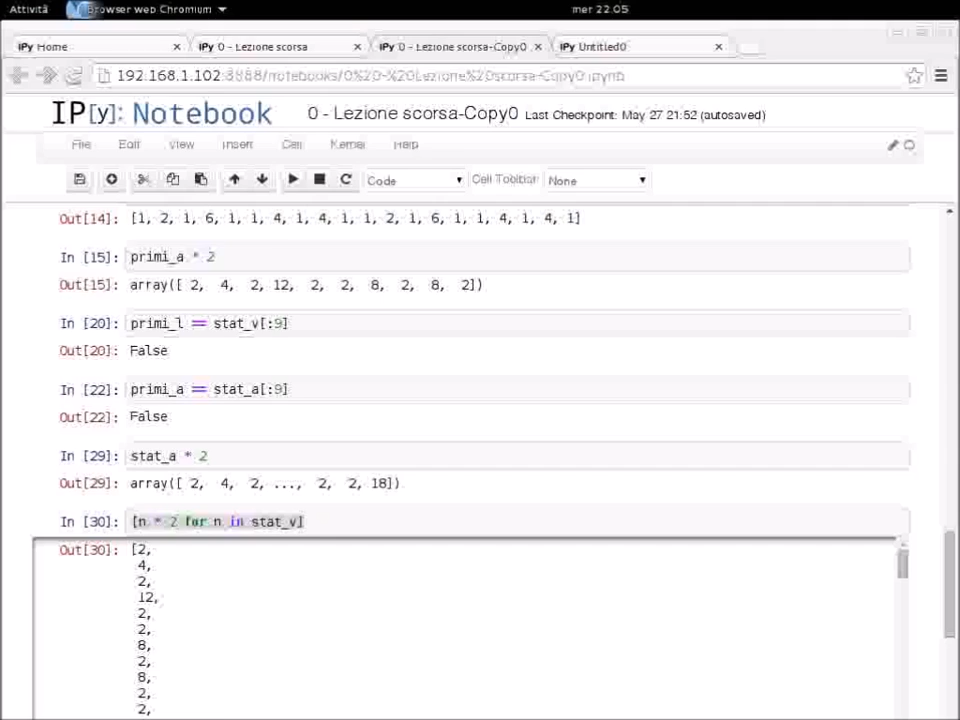 Attività Browser web Chromium mer 22.05
IPy Home × IPy 0 - Lezione scorsa × IPy 0 - Lezione scorsa-Copy0 × IPy Untitled0 ×
192.168.1.102:8888/notebooks/0%20-%20Lezione%20scorsa-Copy0.ipynb
IP[y]: Notebook 0 - Lezione scorsa-Copy0 Last Checkpoint: May 27 21:52 (autosaved)
File Edit View Insert Cell Kernel Help
Code Cell Toolbar: None
Out[14]: [1, 2, 1, 6, 1, 1, 4, 1, 4, 1, 1, 2, 1, 6, 1, 1, 4, 1, 4, 1]
In [15]: primi_a * 2
Out[15]: array([ 2, 4, 2, 12, 2, 2, 8, 2, 8, 2])
In [20]: primi_l == stat_v[:9]
Out[20]: False
In [22]: primi_a == stat_a[:9]
Out[22]: False
In [29]: stat_a * 2
Out[29]: array([ 2, 4, 2, ..., 2, 2, 18])
In [30]: [n * 2 for n in stat_v]
Out[30]: [2,
4,
2,
12,
2,
2,
8,
2,
8,
2,
2,